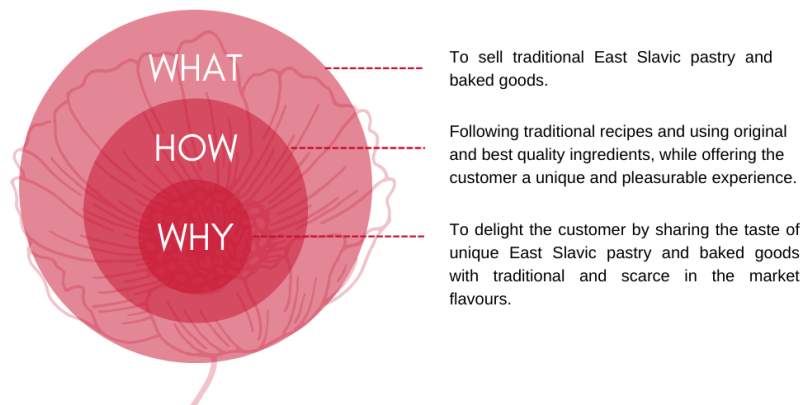 WHAT
To sell traditional East Slavic pastry and
baked goods.
HOW
Following traditional recipes and using original
and best quality ingredients, while offering the
customer a unique and pleasurable experience.
WHY
To delight the customer by sharing the taste of
unique East Slavic pastry and baked goods
with traditional and scarce in the market
flavours.